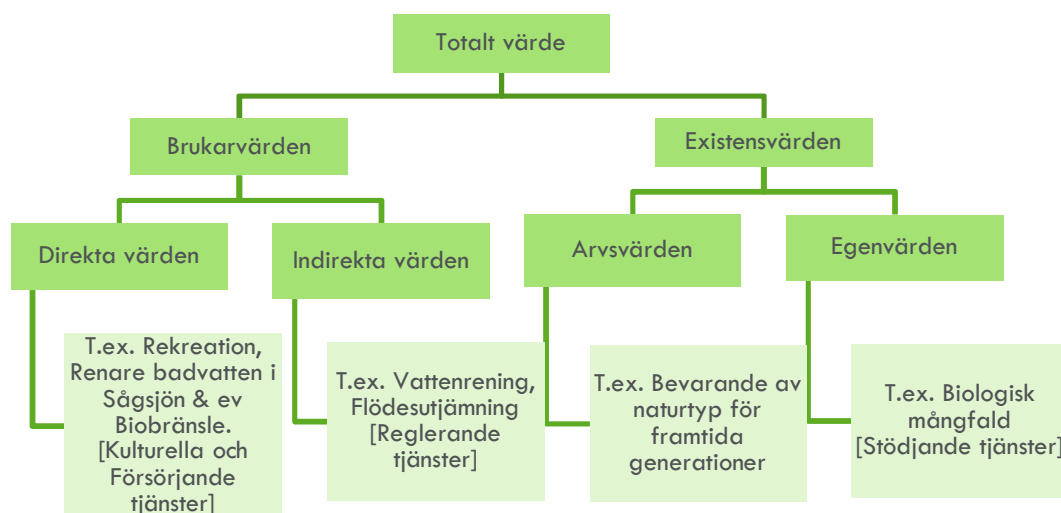 Totalt värde
Brukarvärden
Existensvärden
Direkta värden
Indirekta värden
Arvsvärden
Egenvärden
T.ex. Rekreation,
Renare badvatten i
Sågsjön & ev
Biobränsle.
[Kulturella och
Försörjande
tjänster]
T.ex. Vattenrening,
Flödesutjämning
[Reglerande
tjänster]
T.ex. Bevarande av
naturtyp för
framtida
generationer
T.ex. Biologisk
mångfald
[Stödjande tjänster]